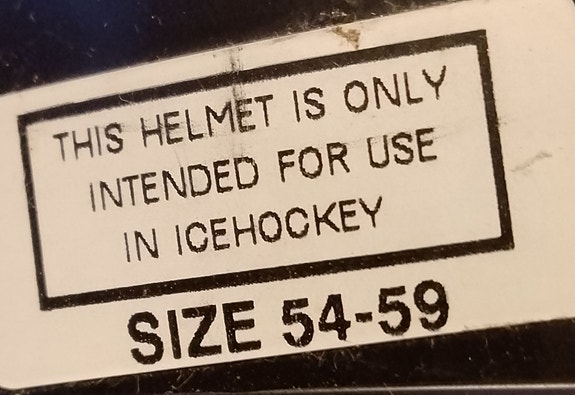 THIS HELMET IS ONLY
INTENDED FOR USE
IN ICEHOCKEY
SIZE 54-59